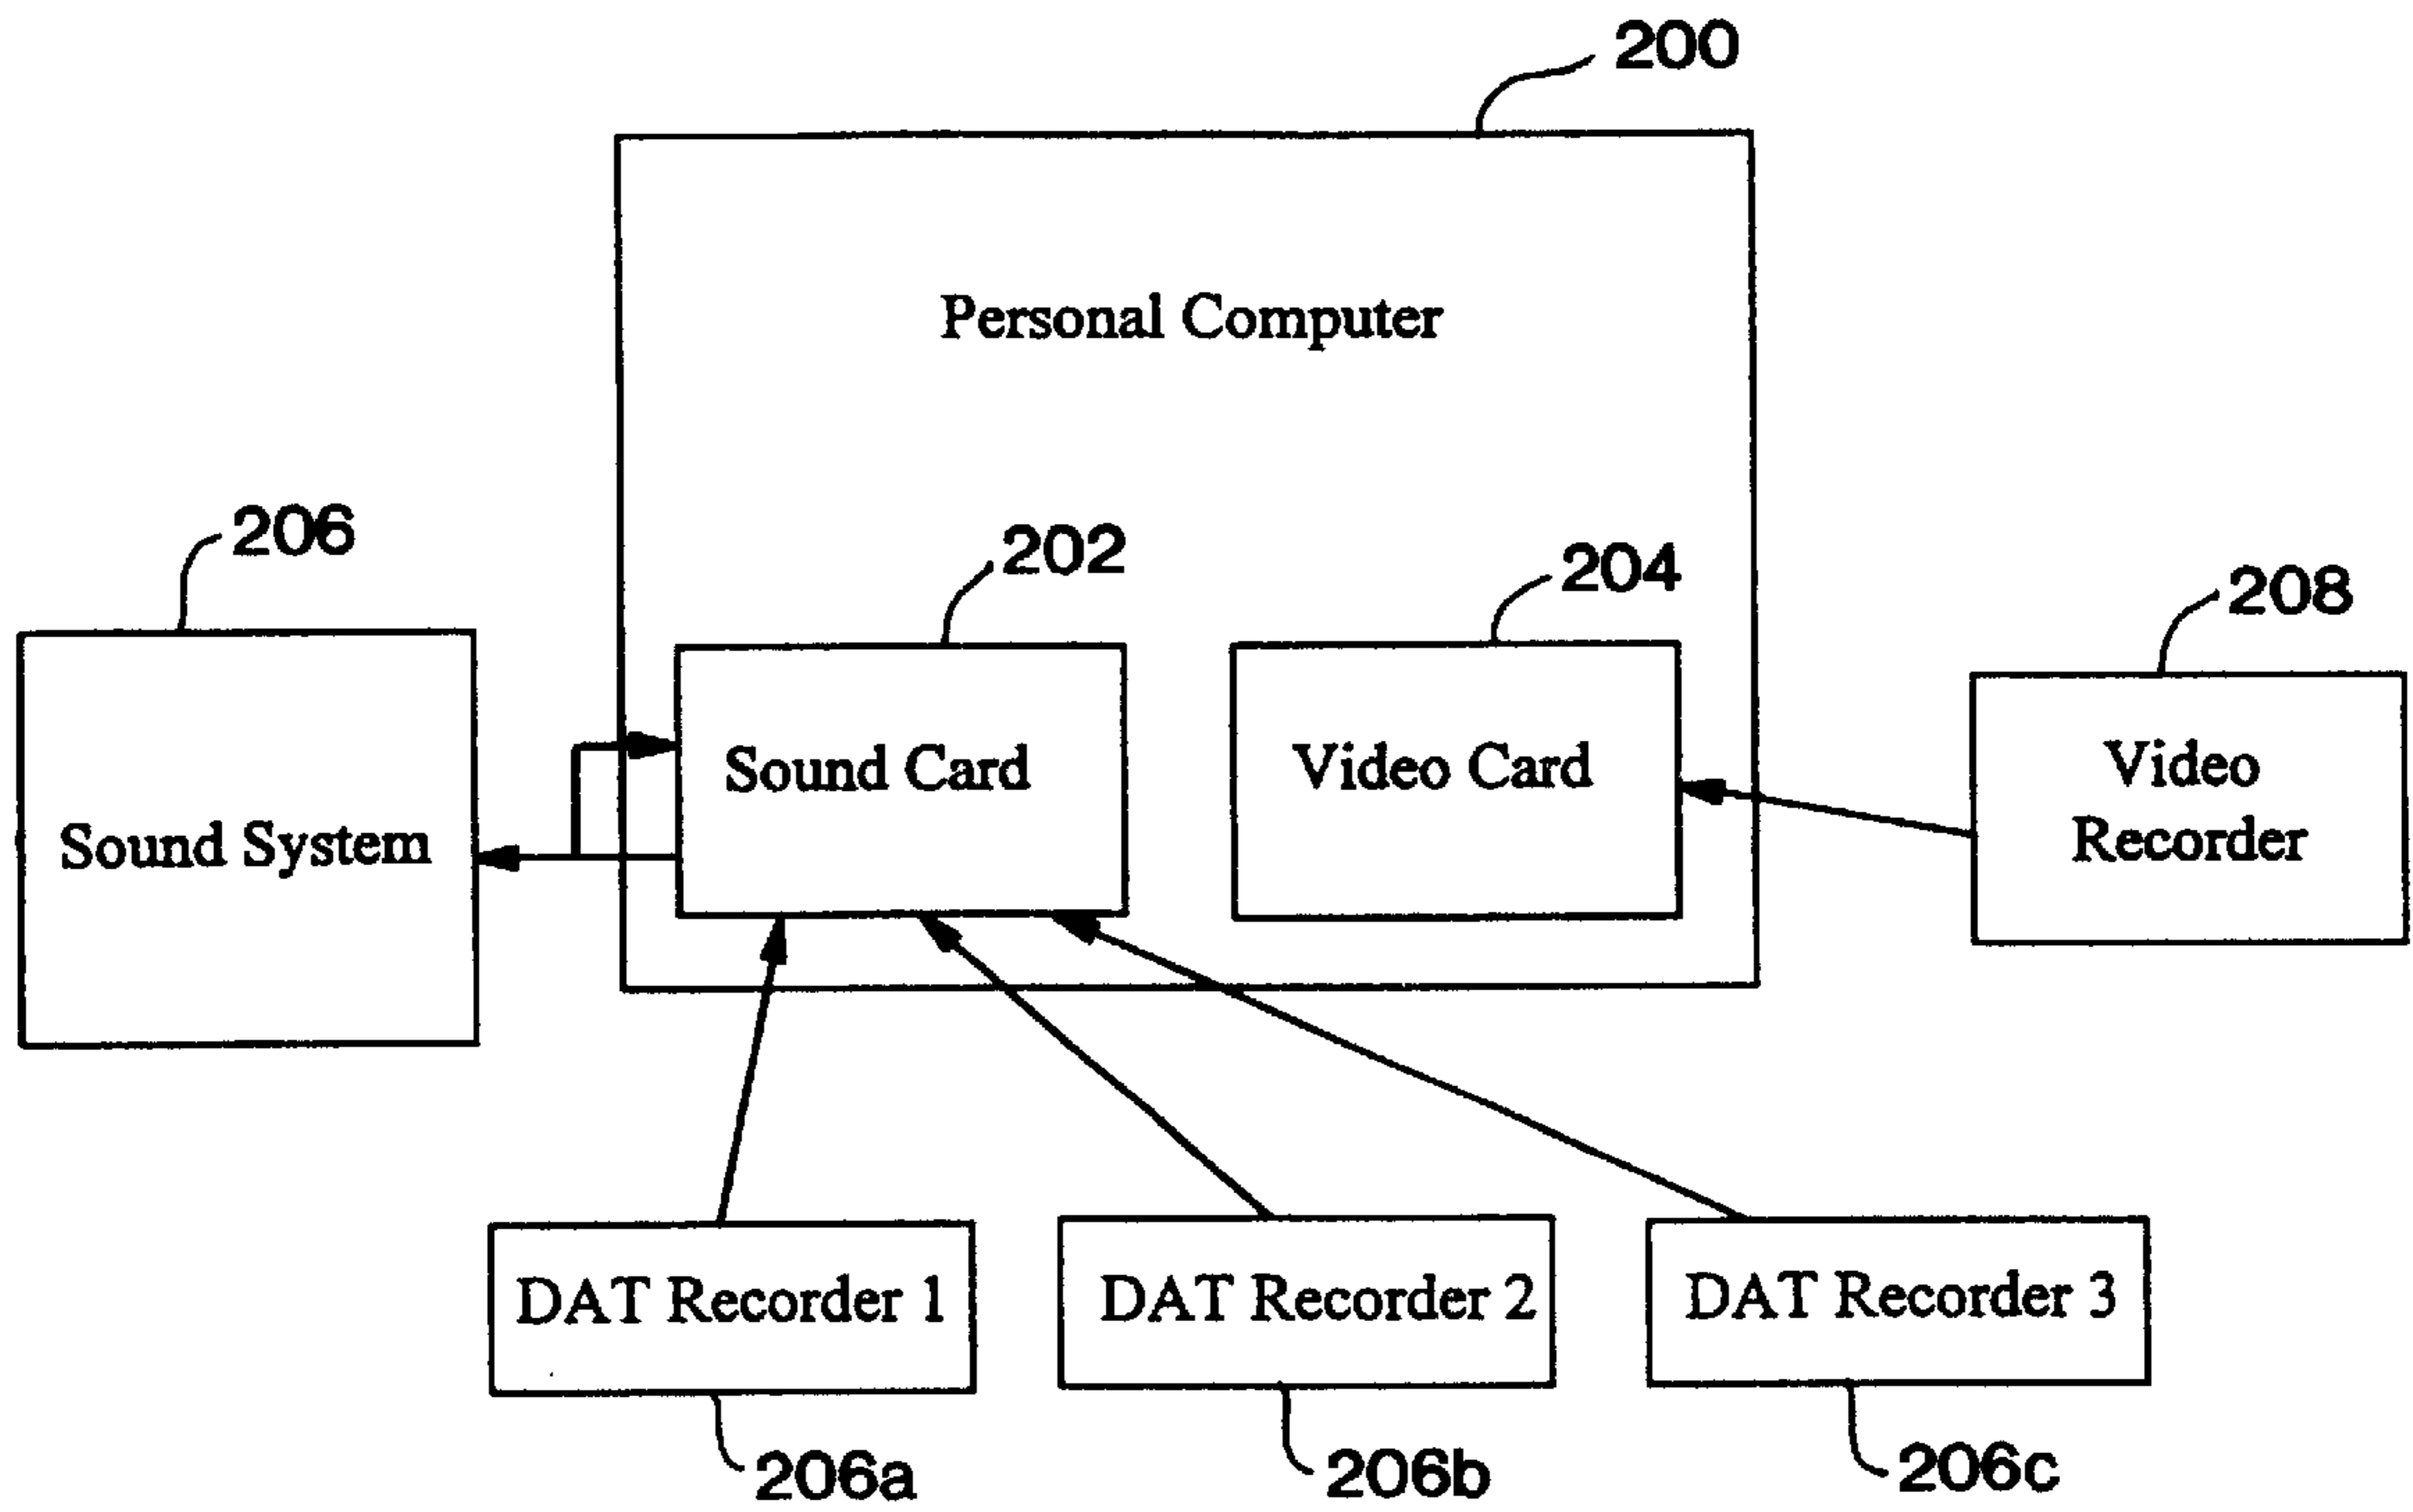 200
Personal Computer
206
202
204
208
Sound System
Sound Card
Video Card
Video
Recorder
DAT Recorder 1
DAT Recorder 2
DAT Recorder 3
206a
206b
206c